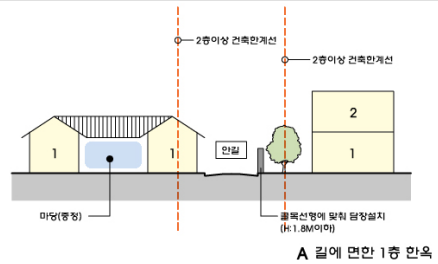 2층이상 건축한계선
2층이상 건축한계선
2
1
1
안길
1
마당(중정)
골목선형에 맞춰 담장설치
(H:1.8M이하)
A 길에 면한 1층 한옥